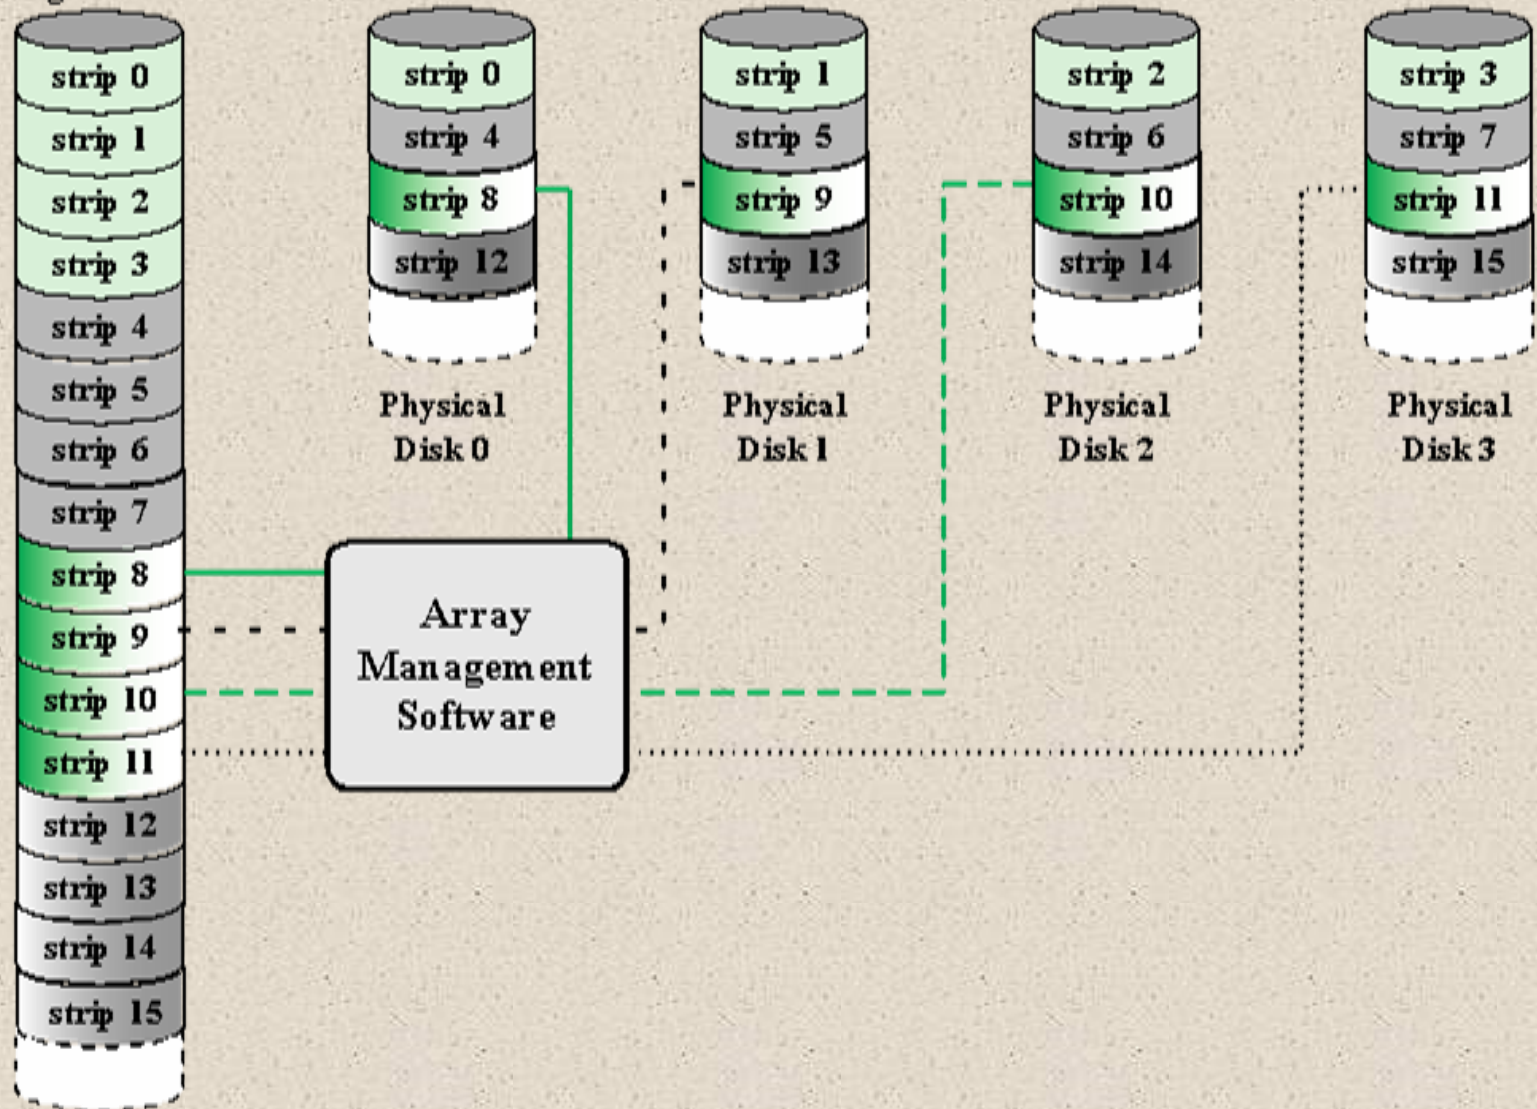 strip 0
strip 1
strip 2
strip 3
strip 4
strip 5
strip 6
strip 7
strip 8
strip 9
strip 10
strip 11
strip 12
strip 13
strip 14
strip 15
strip 0
strip 4
strip 8
strip 12
Physical
Disk 0
strip 1
strip 5
strip 9
strip 13
Physical
Disk 1
strip 2
strip 6
strip 10
strip 14
Physical
Disk 2
strip 3
strip 7
strip 11
strip 15
Physical
Disk 3
Array
Management
Software